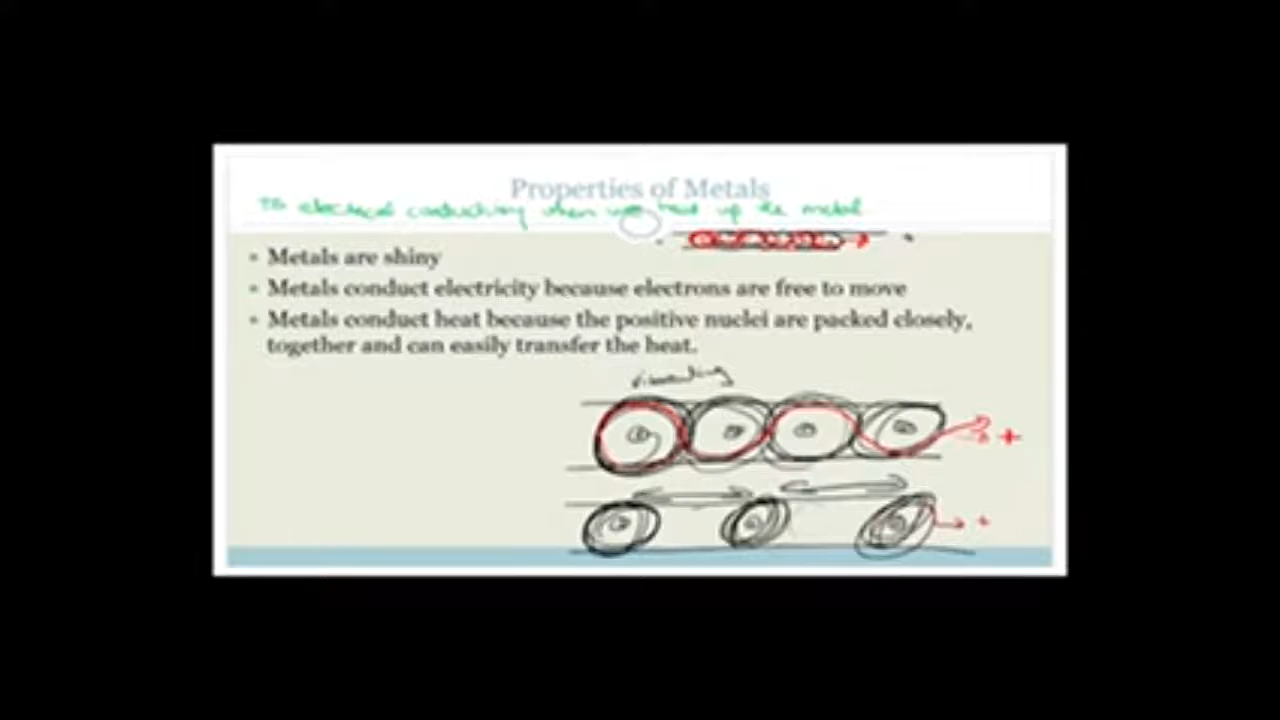 Properties of Metals
electrical conductivity when we heat up the metal
• Metals are shiny
• Metals conduct electricity because electrons are free to move
• Metals conduct heat because the positive nuclei are packed closely,
together and can easily transfer the heat.
+
+